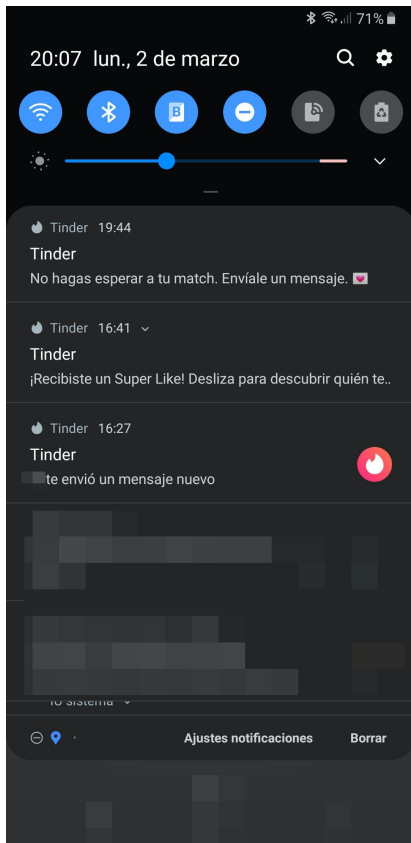 71%
20:07 lun., 2 de marzo
B
Tinder 19:44
Tinder
No hagas esperar a tu match. Envíale un mensaje. 💌
Tinder 16:41
Tinder
¡Recibiste un Super Like! Desliza para descubrir quién te..
Tinder 16:27
Tinder
te envió un mensaje nuevo
sistema
Ajustes notificaciones Borrar